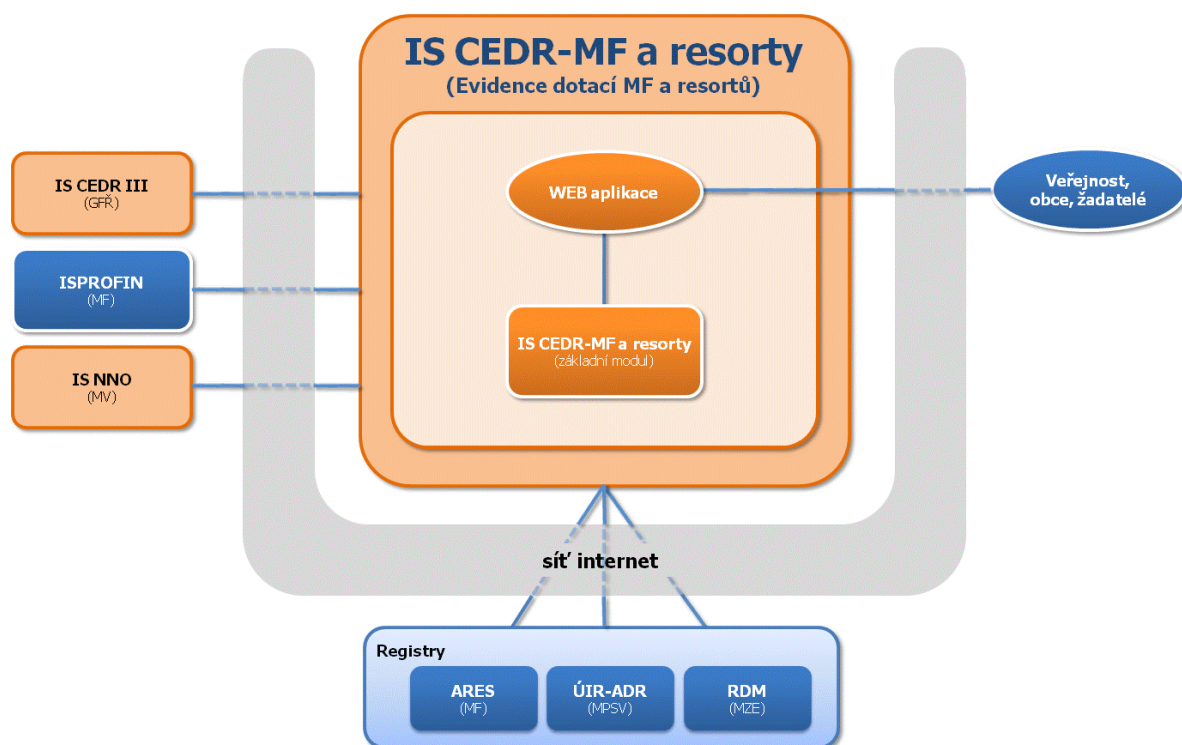 IS CEDR-MF a resorty
(Evidence dotací MF a resortů)
IS CEDR III
(GFŘ)
WEB aplikace
Veřejnost,
obce, žadatelé
ISPROFIN
(MF)
IS CEDR-MF a resorty
(základní modul)
IS NNO
(MV)
síť internet
Registry
ARES
(MF)
ÚIR-ADR
(MPSV)
RDM
(MZE)